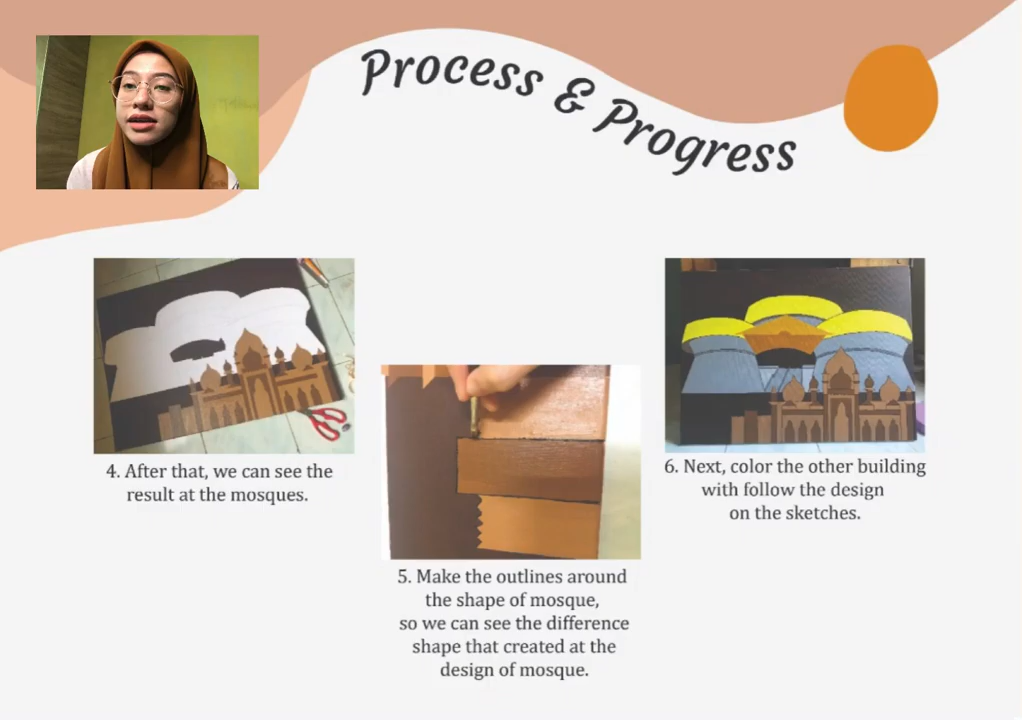 Process & Progress
4. After that, we can see the
result at the mosques.
5. Make the outlines around
the shape of mosque,
so we can see the difference
shape that created at the
design of mosque.
6. Next, color the other building
with follow the design
on the sketches.